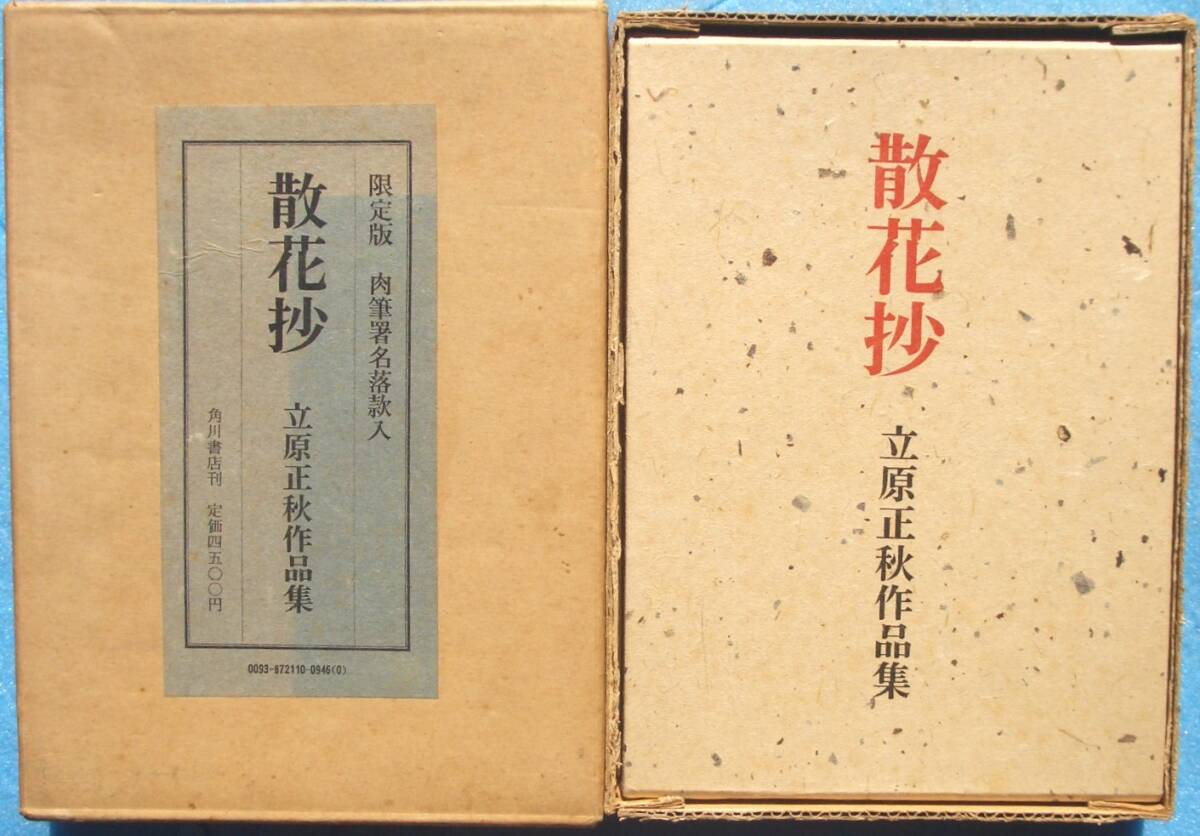 限定版 肉筆署名落款入
散花抄 立原正秋作品集
角川書店刊 定価四五〇〇円
0093-872110-0946(0)
散花抄
立原正秋作品集